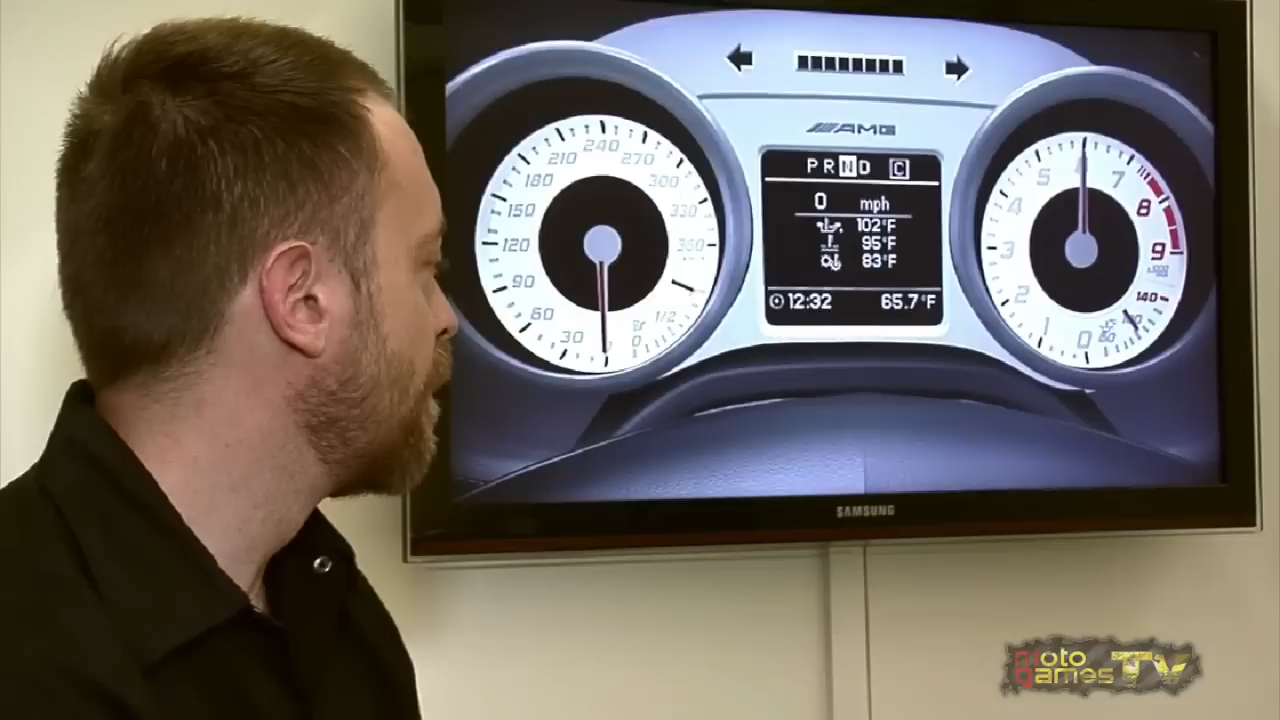 AMG
P R N D C
0 mph
102°F
95°F
83°F
12:32 65.7°F
30
60
90
120
150
180
210
240
270
300
330
360
1/2
0
0
1
2
3
4
5
6
7
8
9
140
SAMSUNG
moto
games TV